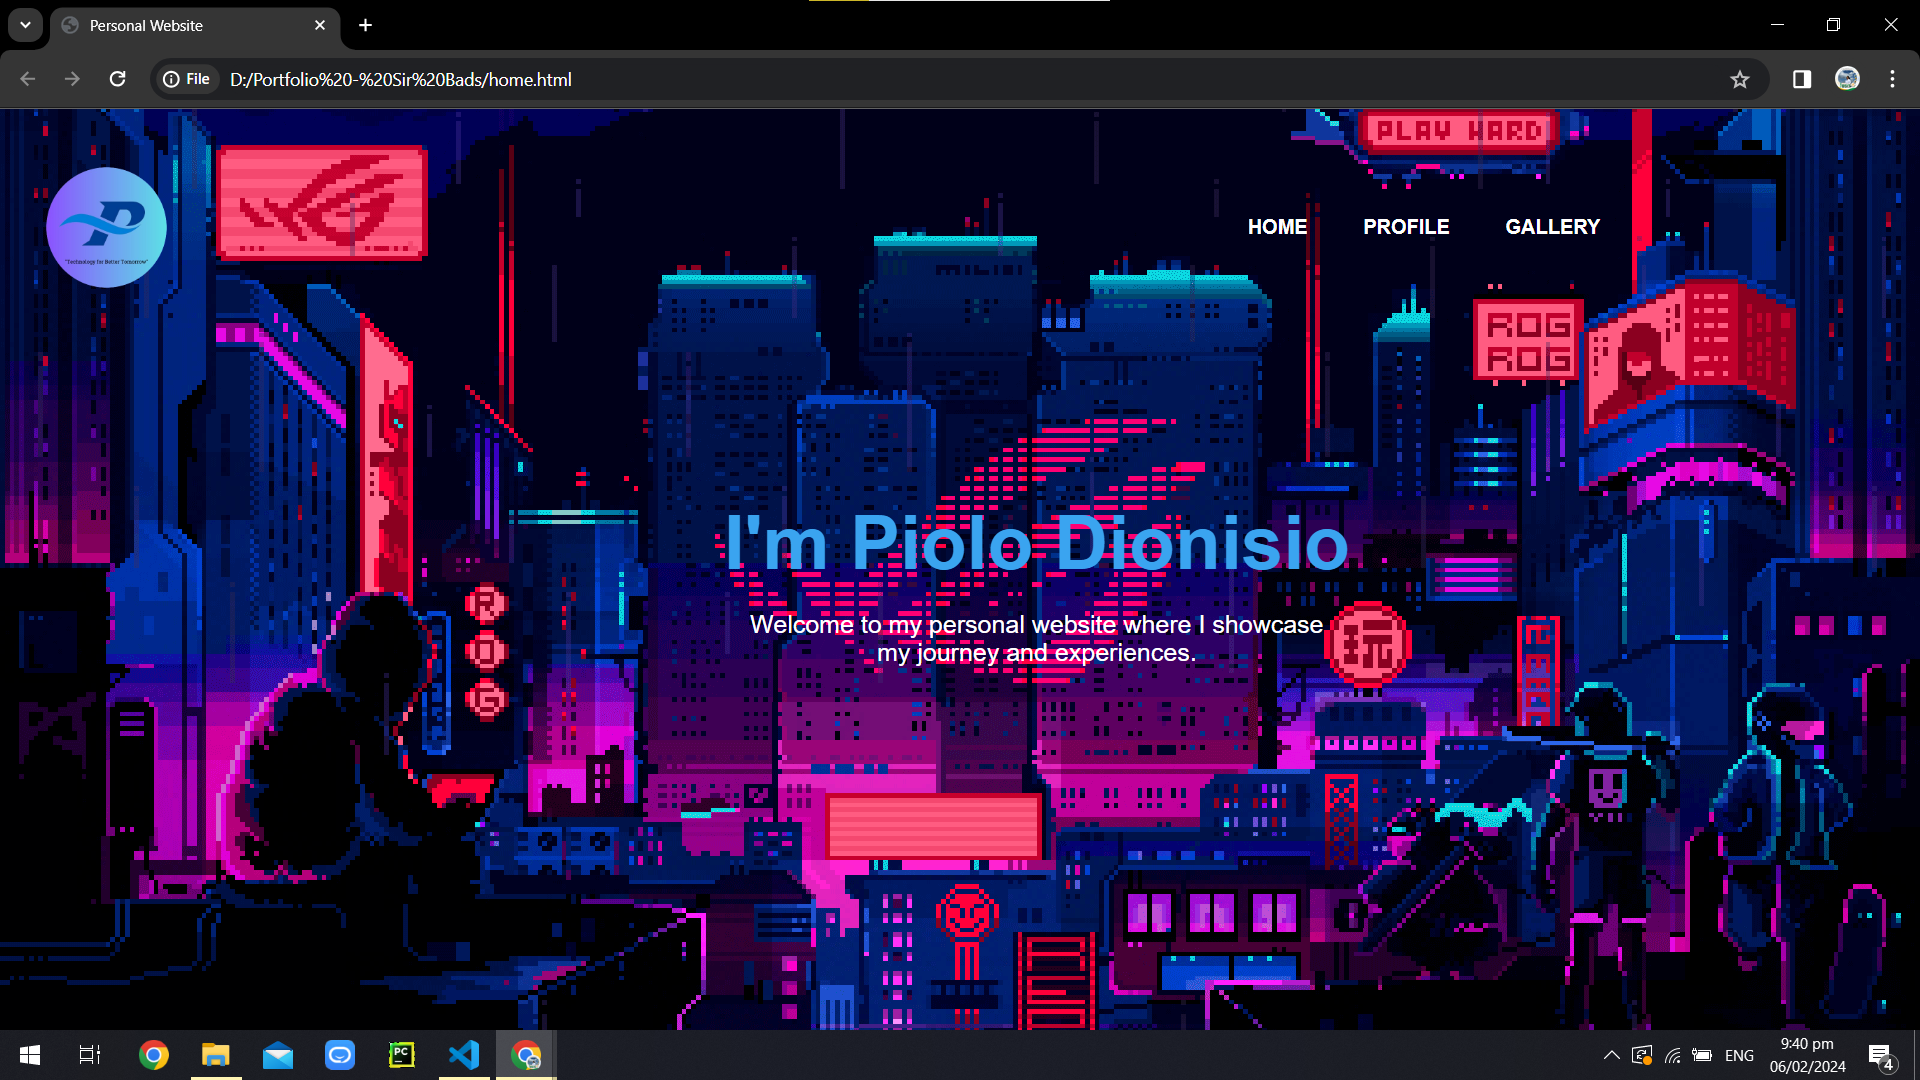 Personal Website
File
D:/Portfolio%20-%20Sir%20Bads/home.html
PLAY HARD
P
"Technology for Better Tomorrow"
HOME PROFILE GALLERY
ROG
ROG
I'm Piolo Dionisio
Welcome to my personal website where I showcase
my journey and experiences.
R
O
G
PC
ENG
9:40 pm
06/02/2024
4